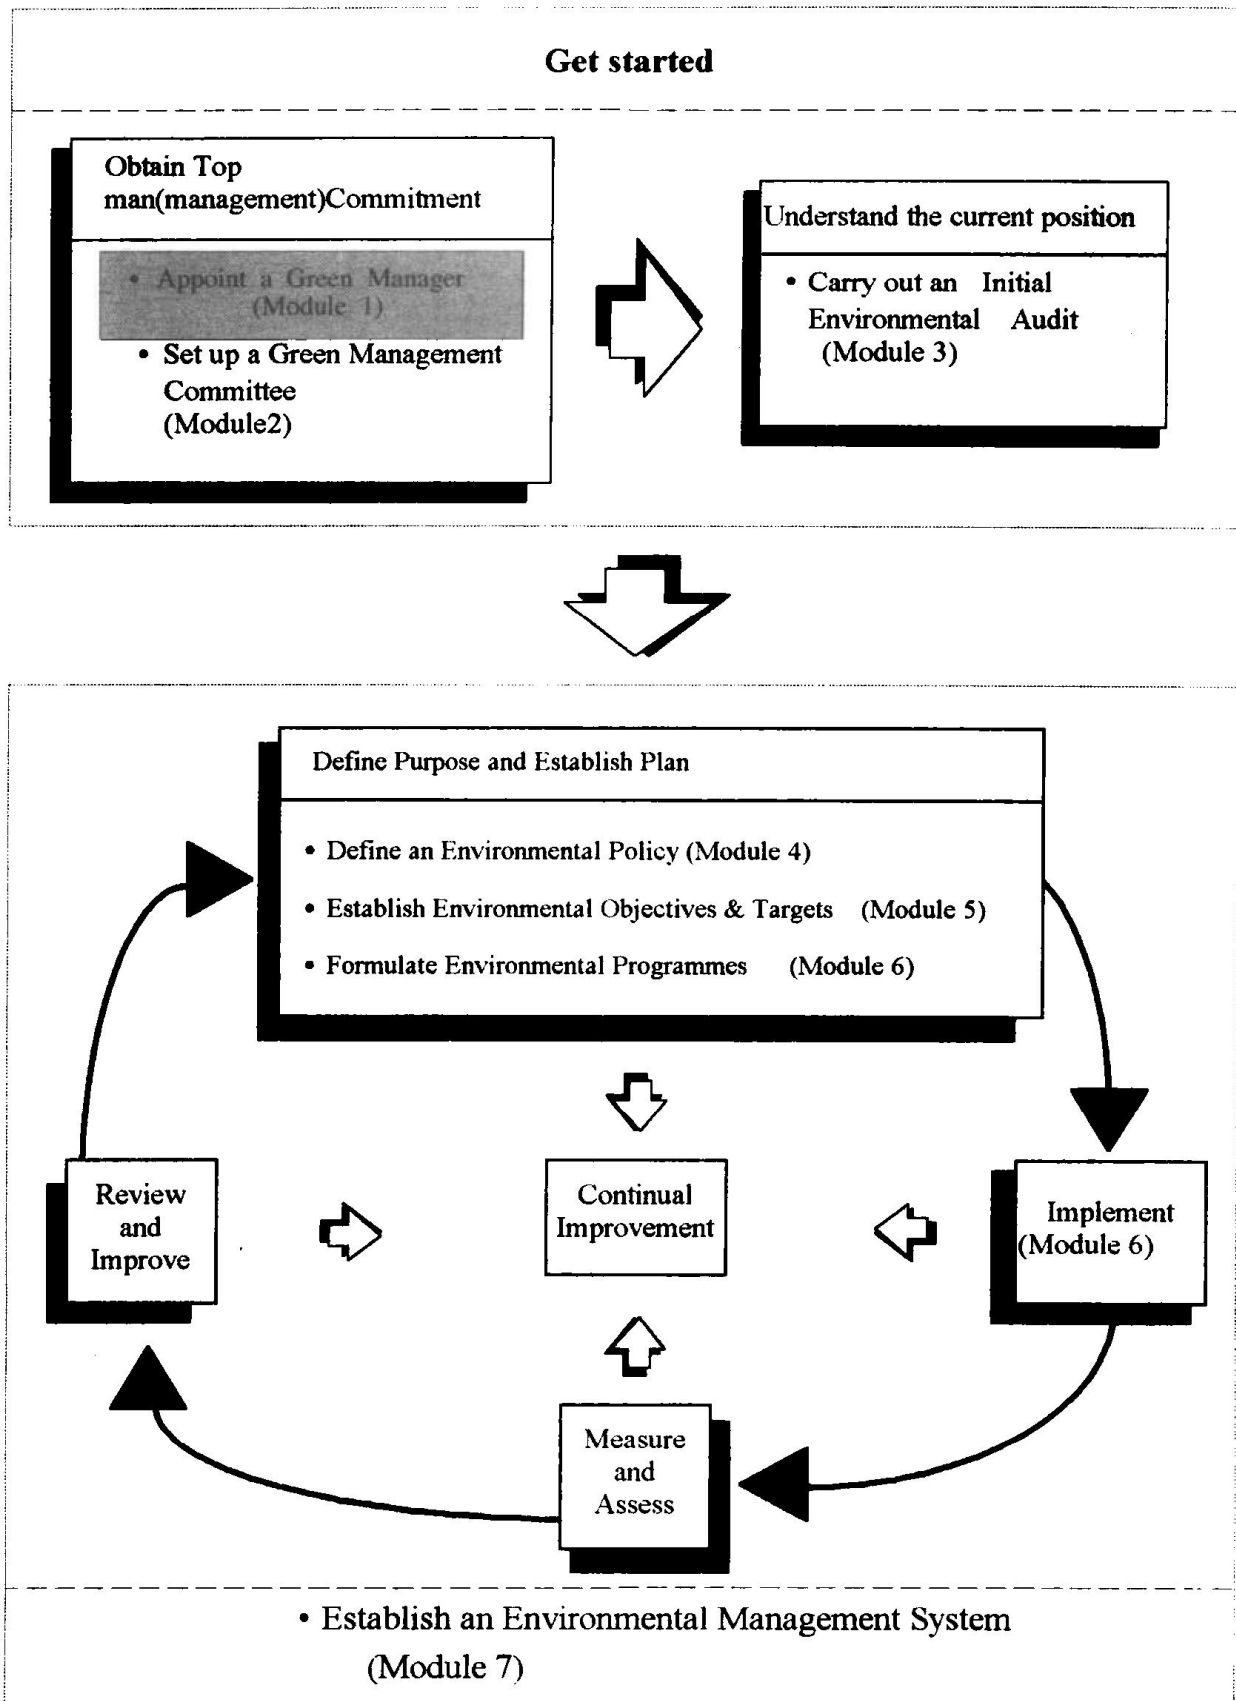 Get started
Obtain Top
man(management)Commitment
• Appoint a Green Manager
(Module 1)
• Set up a Green Management
Committee
(Module2)
Understand the current position
• Carry out an Initial
Environmental Audit
(Module 3)
Define Purpose and Establish Plan
• Define an Environmental Policy (Module 4)
• Establish Environmental Objectives & Targets (Module 5)
• Formulate Environmental Programmes (Module 6)
Review
and
Improve
Continual
Improvement
Implement
(Module 6)
Measure
and
Assess
• Establish an Environmental Management System
(Module 7)